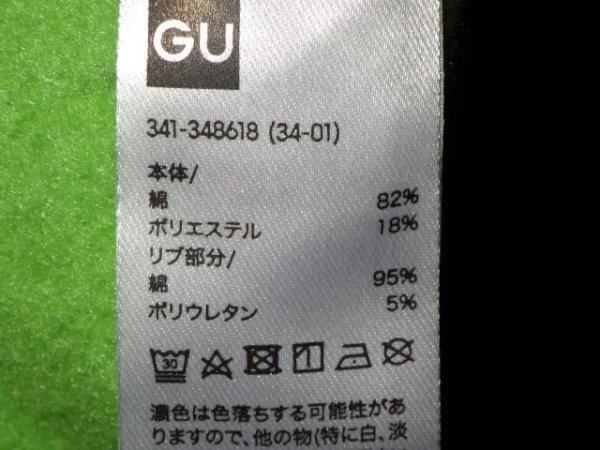 GU
341-348618 (34-01)
本体/
綿 82%
ポリエステル 18%
リブ部分/
綿 95%
ポリウレタン 5%
30
濃色は色落ちする可能性があ
りますので、他の物(特に白、淡